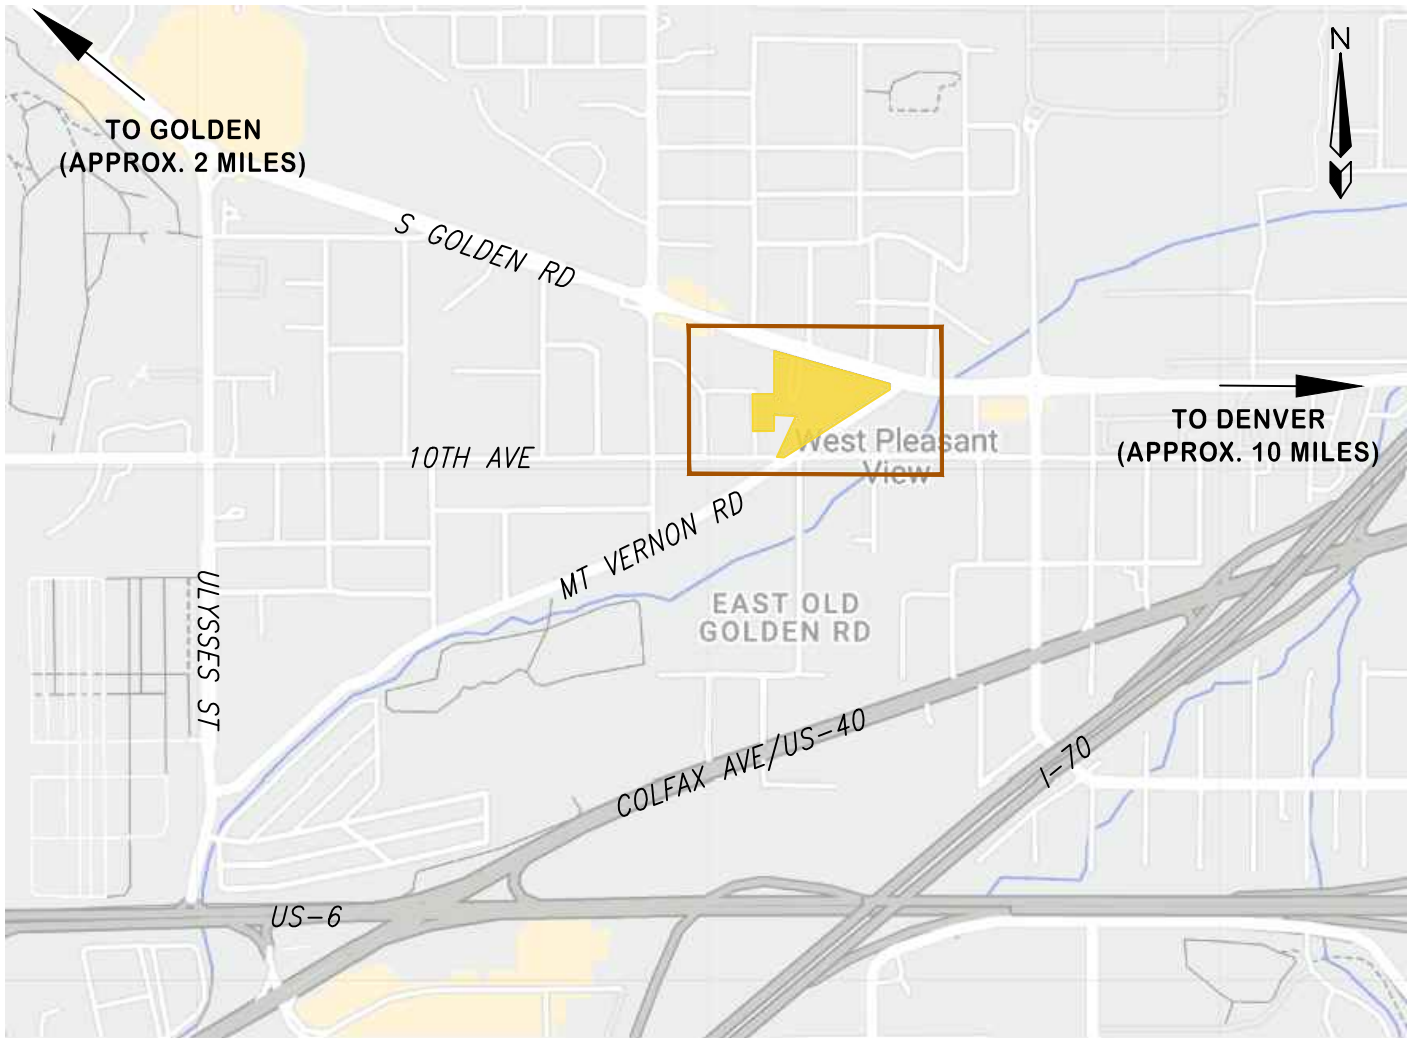 N
TO GOLDEN
(APPROX. 2 MILES)
S GOLDEN RD
TO DENVER
(APPROX. 10 MILES)
West Pleasant
View
10TH AVE
MT VERNON RD
ULYSSES ST
EAST OLD
GOLDEN RD
COLFAX AVE/US-40
I-70
US-6